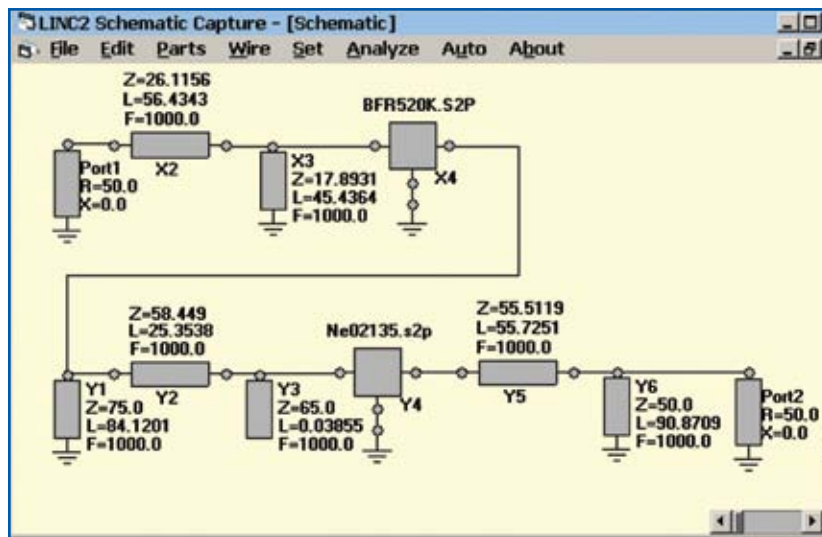 LINC2 Schematic Capture - [Schematic]
File Edit Parts Wire Set Analyze Auto About
Z=26.1156
L=56.4343
F=1000.0
X2
BFR520K.S2P
X4
Port1
R=50.0
X=0.0
X3
Z=17.8931
L=45.4364
F=1000.0
Z=58.449
L=25.3538
F=1000.0
Y2
Ne02135.s2p
Y4
Z=55.5119
L=55.7251
F=1000.0
Y5
Y1
Z=75.0
L=84.1201
F=1000.0
Y3
Z=65.0
L=0.03855
F=1000.0
Y6
Z=50.0
L=90.8709
F=1000.0
Port2
R=50.0
X=0.0